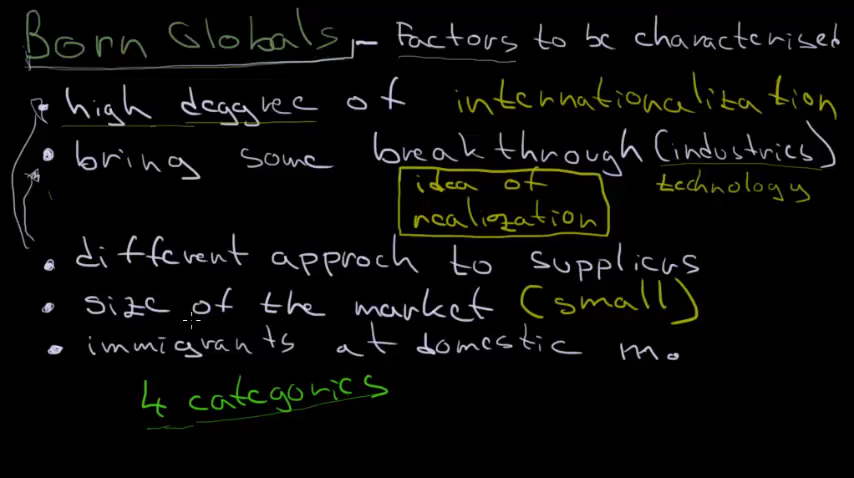 Born Globals - Factors to be characterised
• high deggree of internationalization
• bring some breakthrough (industries)
technology
idea of
realization
• different approch to suppliers
• size of the market (small)
• immigrants at domestic m.
4 categories